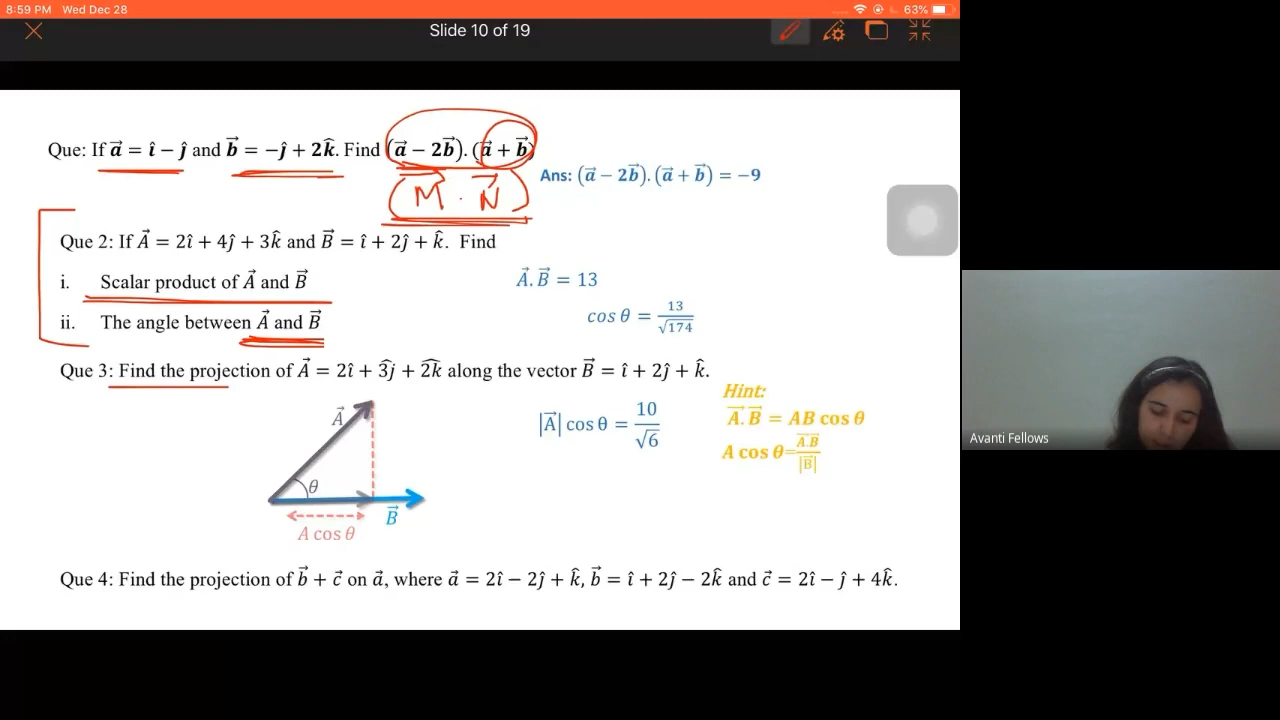 8:59 PM Wed Dec 28
63%
Slide 10 of 19
Que: If a⃗ = î − ĵ and b⃗ = −ĵ + 2k̂. Find (a⃗ − 2b⃗). (a⃗ + b⃗)
Ans: (a⃗ − 2b⃗). (a⃗ + b⃗) = −9
(M⃗ . N⃗)
Que 2: If A⃗ = 2î + 4ĵ + 3k̂ and B⃗ = î + 2ĵ + k̂. Find
i. Scalar product of A⃗ and B⃗
A⃗. B⃗ = 13
cos θ = 13/√174
ii. The angle between A⃗ and B⃗
Que 3: Find the projection of A⃗ = 2î + 3̂j + 2̂k along the vector B⃗ = î + 2ĵ + k̂.
Hint:
A⃗
|A⃗| cos θ = 10/√6
A⃗.B⃗ = AB cos θ
A cos θ= A⃗.B⃗/|B⃗|
θ
B⃗
A cos θ
Avanti Fellows
Que 4: Find the projection of b⃗ + c⃗ on a⃗, where a⃗ = 2î − 2ĵ + k̂, b⃗ = î + 2ĵ − 2k̂ and c⃗ = 2î − ĵ + 4k̂.